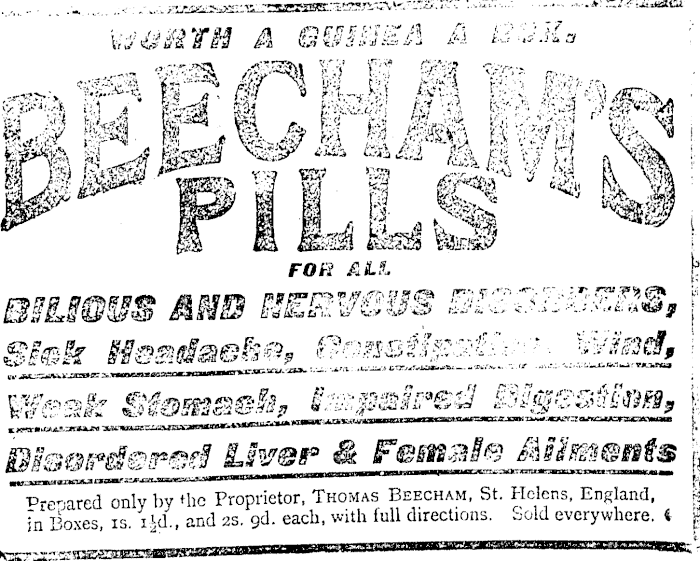 WORTH A GUINEA A BOX.
BEECHAM'S
PILLS
FOR ALL
BILIOUS AND NERVOUS DISORDERS,
Sick Headache, Constipation, Wind,
Weak Stomach, Impaired Digestion,
Disordered Liver & Female Ailments
Prepared only by the Proprietor, THOMAS BEECHAM, St. Helens, England,
in Boxes, 1s. 1½d., and 2s. 9d. each, with full directions. Sold everywhere.